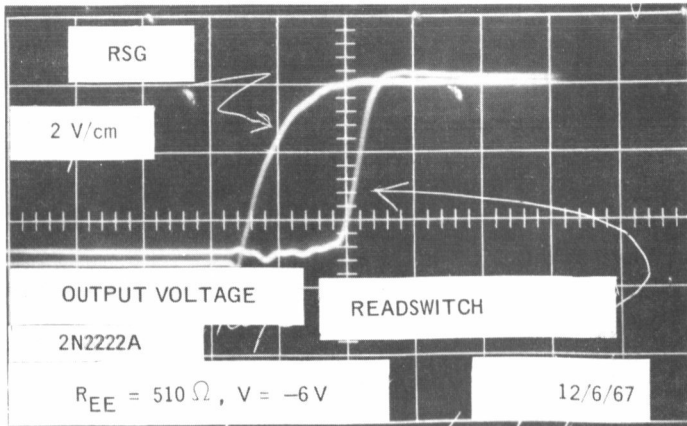 RSG
2 V/cm
OUTPUT VOLTAGE
READSWITCH
2N2222A
R_EE = 510 Ω, V = -6 V
12/6/67